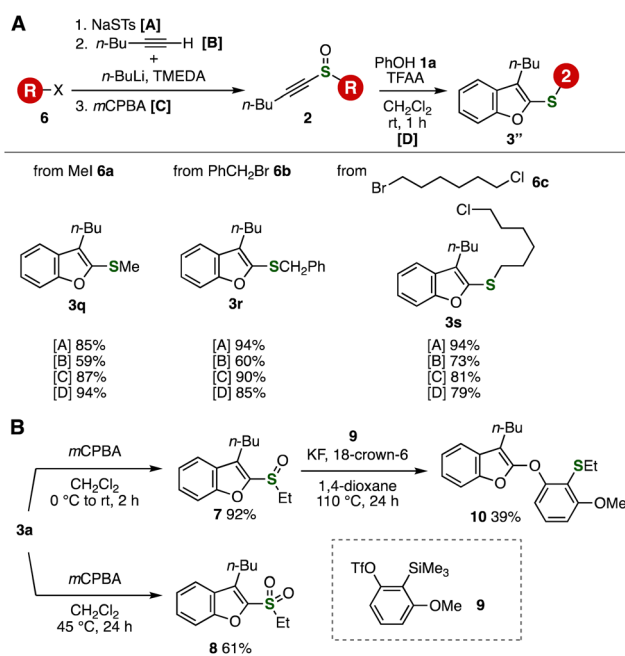 A
1. NaSTs [A]
2. n-Bu H [B]
+
n-BuLi, TMEDA
3. mCPBA [C]
R X
6
O
S
R
n-Bu
2
PhOH 1a
TFAA
CH2Cl2
rt, 1 h
[D]
n-Bu
2
S
O
3”
from MeI 6a
from PhCH2Br 6b
from
Br
Cl
6c
n-Bu
SMe
O
3q
n-Bu
SCH2Ph
O
3r
Cl
n-Bu
S
O
3s
[A] 85%
[B] 59%
[C] 87%
[D] 94%
[A] 94%
[B] 60%
[C] 90%
[D] 85%
[A] 94%
[B] 73%
[C] 81%
[D] 79%
B
3a
mCPBA
CH2Cl2
0 °C to rt, 2 h
n-Bu
O
S
O
Et
7 92%
9
KF, 18-crown-6
1,4-dioxane
110 °C, 24 h
n-Bu
O
O
SEt
OMe
10 39%
mCPBA
CH2Cl2
45 °C, 24 h
n-Bu
O
O
S
O
Et
8 61%
TfO
SiMe3
OMe
9